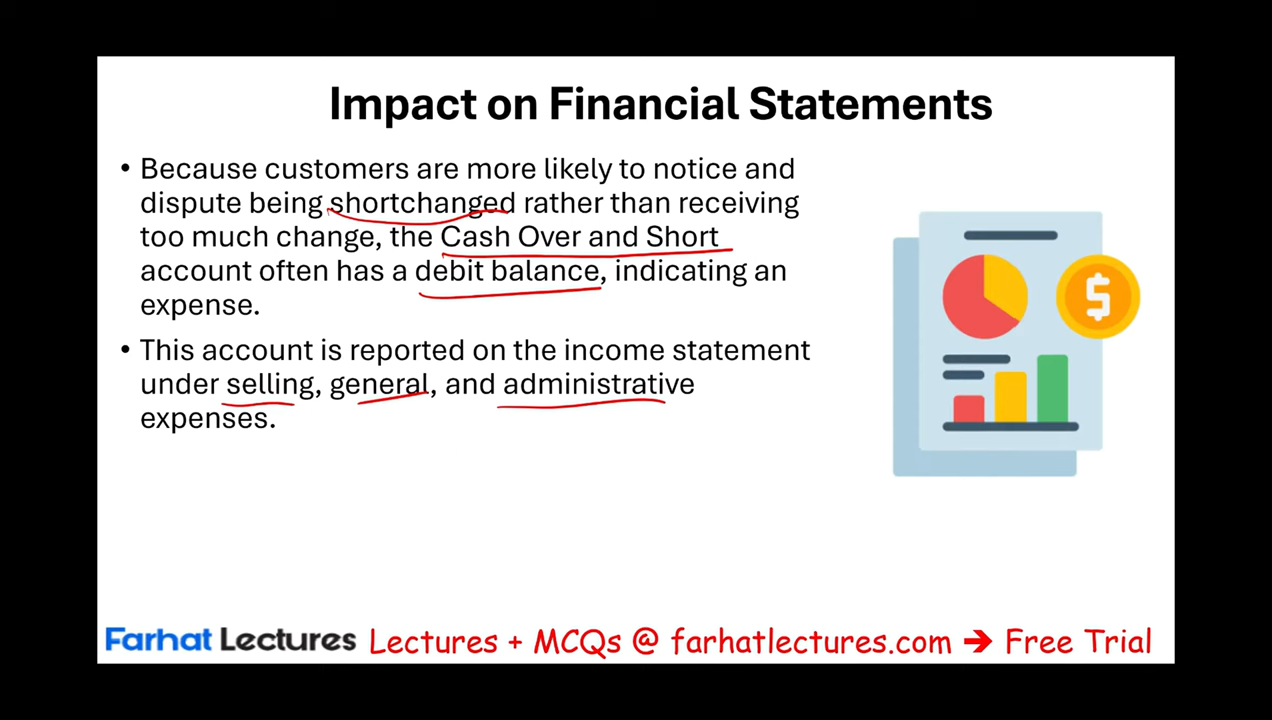 Impact on Financial Statements
• Because customers are more likely to notice and
dispute being shortchanged rather than receiving
too much change, the Cash Over and Short
account often has a debit balance, indicating an
expense.
• This account is reported on the income statement
under selling, general, and administrative
expenses.
$
Farhat Lectures Lectures + MCQs @ farhatlectures.com ➔ Free Trial